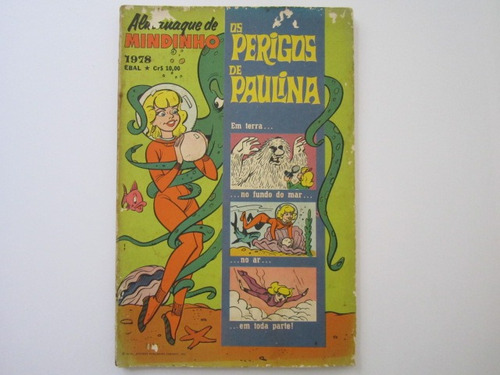 Almanaque de
MINDINHO
1978
EBAL ★ Cr$ 10,00
OS
PERIGOS
DE
PAULINA
Em terra...
...no fundo do mar...
...no ar...
...em toda parte!